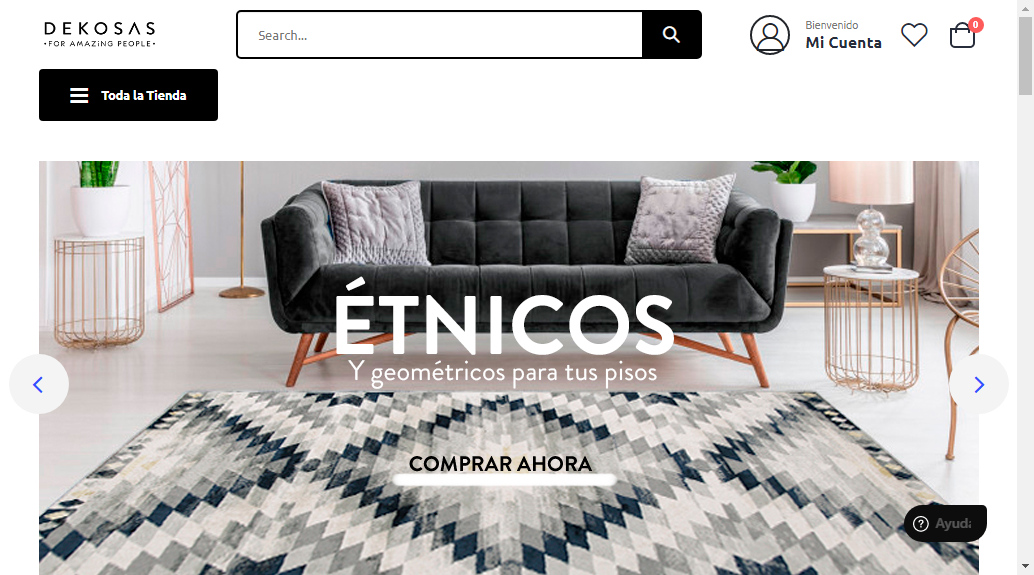 DEKOSAS
•FOR AMAZING PEOPLE•
Search...
Bienvenido
Mi Cuenta
0
Toda la Tienda
ÉTNICOS
Y geométricos para tus pisos
COMPRAR AHORA
Ayuda